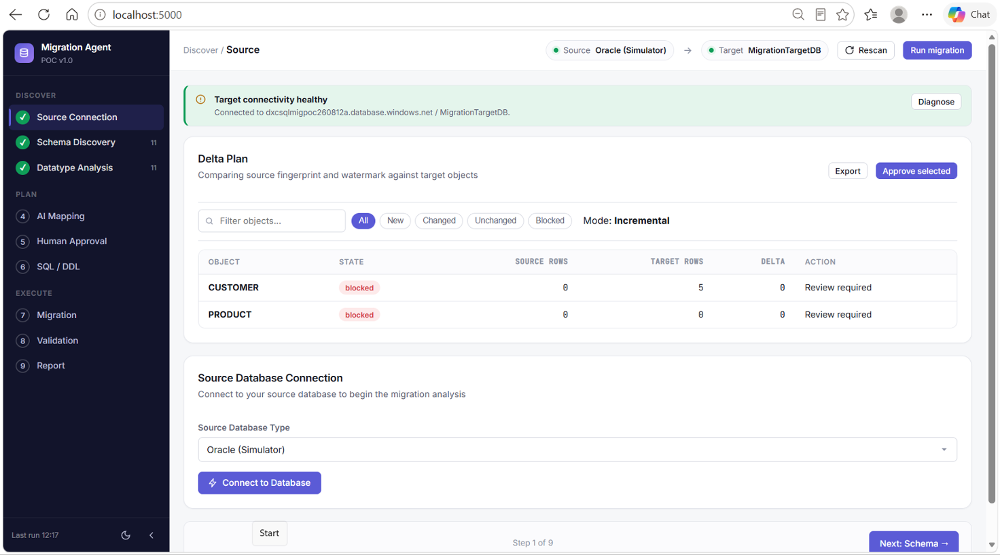 localhost:5000
Chat
Migration Agent
POC v1.0
DISCOVER
Source Connection
Schema Discovery 11
Datatype Analysis 11
PLAN
4 AI Mapping
5 Human Approval
6 SQL / DDL
EXECUTE
7 Migration
8 Validation
9 Report
Last run 12:17
Discover / Source
Source Oracle (Simulator) → Target MigrationTargetDB
Rescan
Run migration
Target connectivity healthy
Connected to dxcsqlmigpoc260812a.database.windows.net / MigrationTargetDB.
Diagnose
Delta Plan
Comparing source fingerprint and watermark against target objects
Export
Approve selected
Filter objects... All New Changed Unchanged Blocked Mode: Incremental
OBJECT STATE SOURCE ROWS TARGET ROWS DELTA ACTION
CUSTOMER blocked 0 5 0 Review required
PRODUCT blocked 0 0 0 Review required
Source Database Connection
Connect to your source database to begin the migration analysis
Source Database Type
Oracle (Simulator)
Connect to Database
Start
Step 1 of 9
Next: Schema →